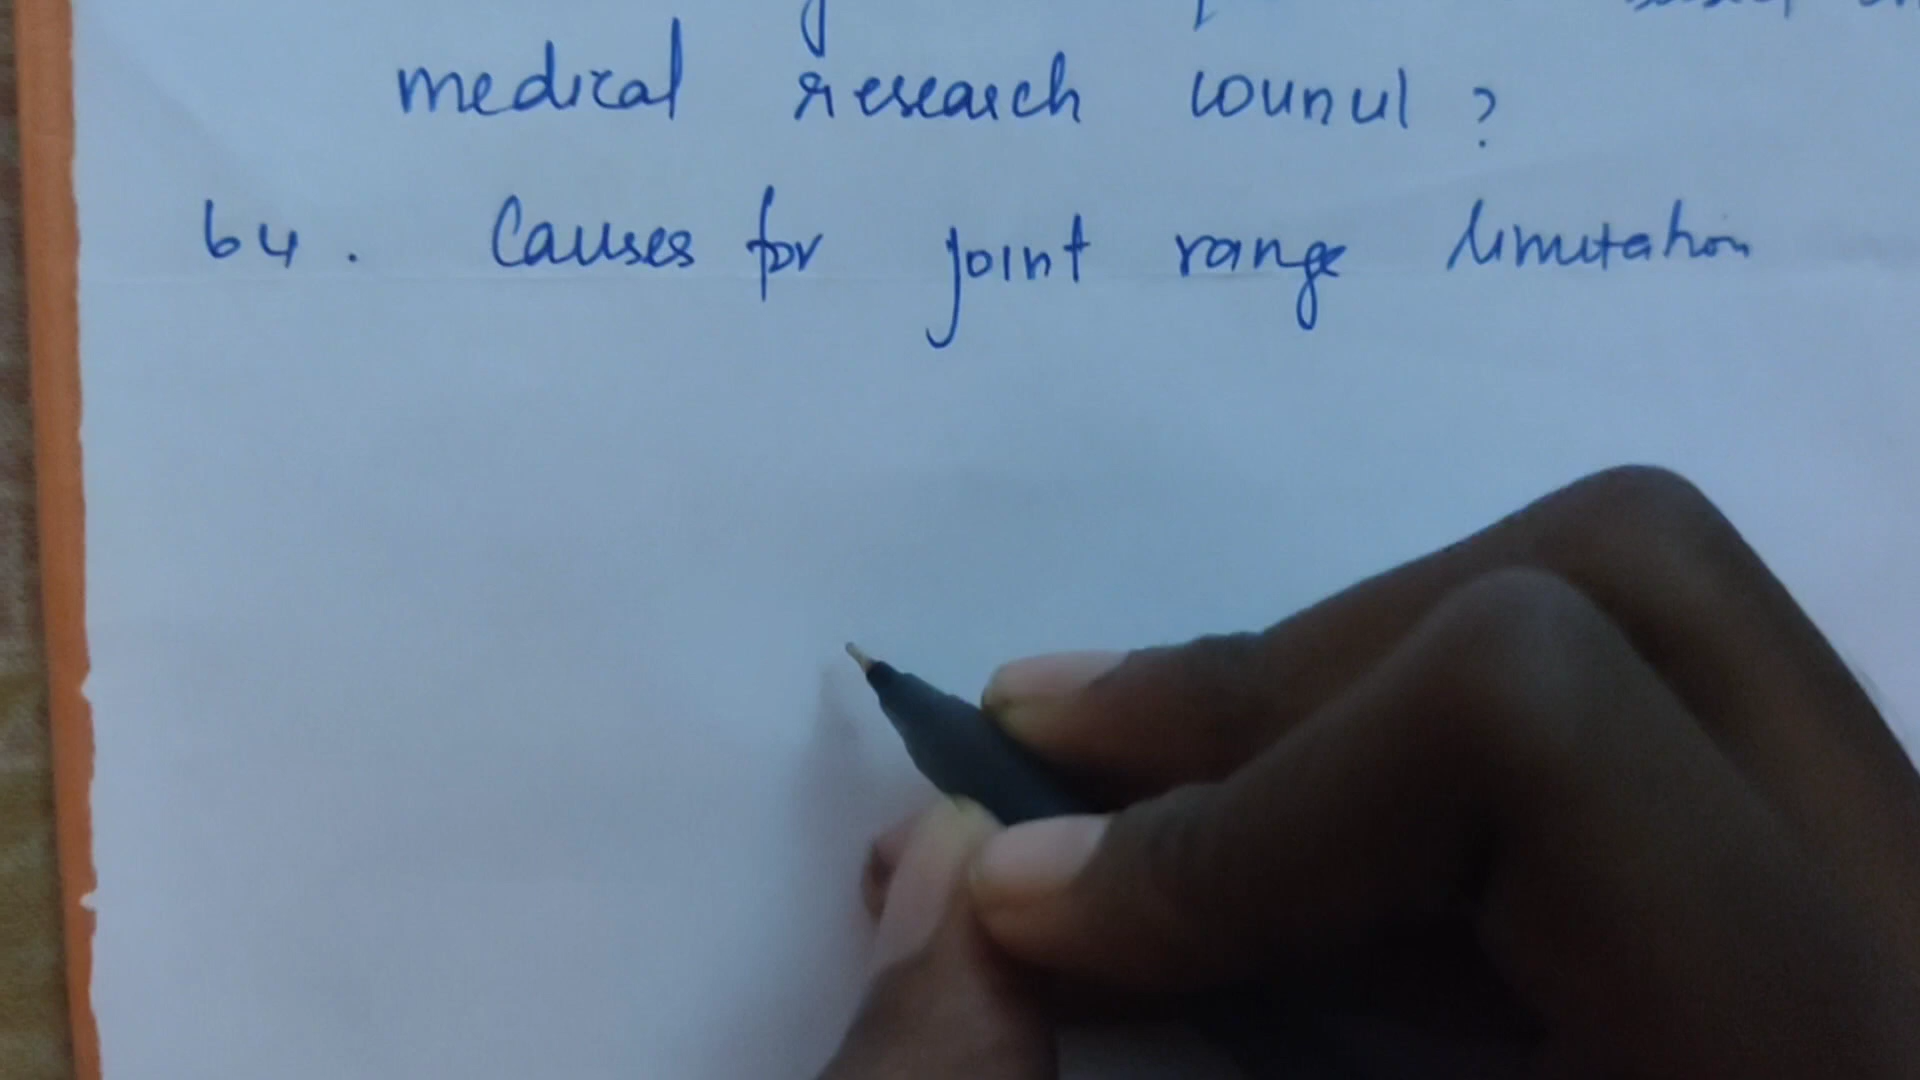 medical research council ?
64 . Causes for joint range limitation